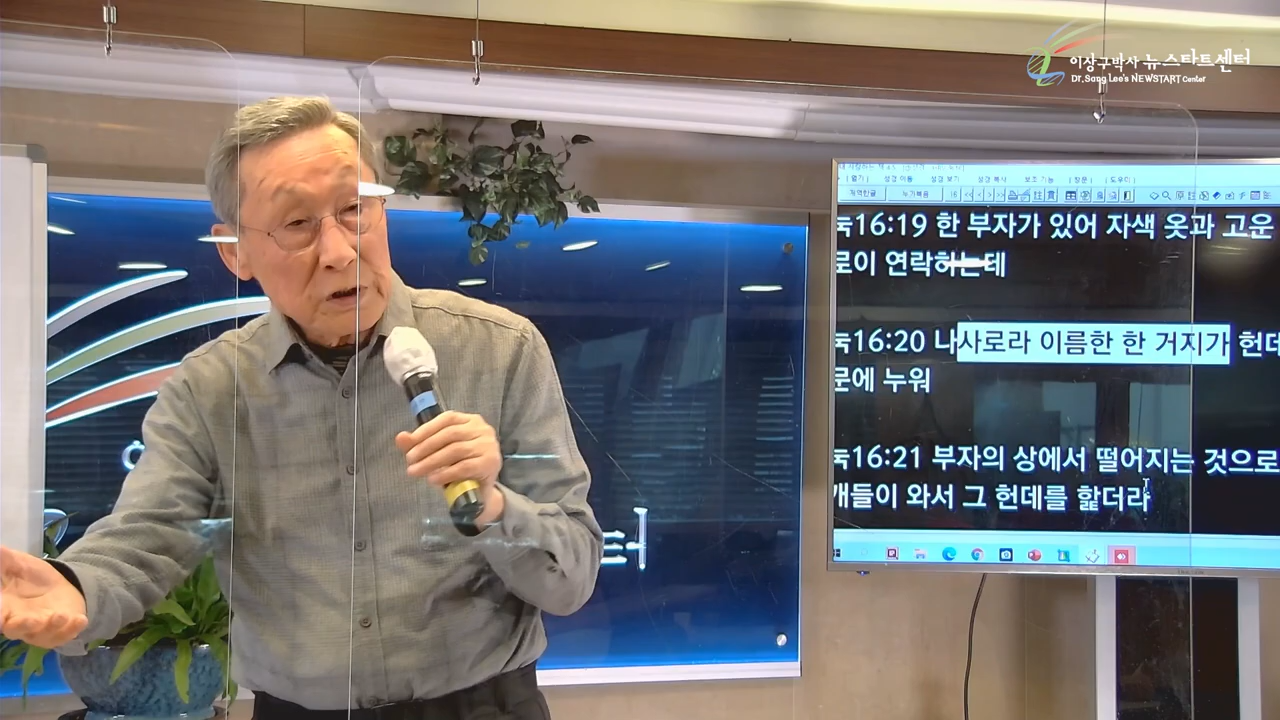 이상구박사 뉴스타트센터
Dr. Sang Lee's NEWSTART Center
눅16:19 한 부자가 있어 자색 옷과 고운
로이 연락하는데
눅16:20 나사로라 이름한 한 거지가 헌데
문에 누워
눅16:21 부자의 상에서 떨어지는 것으로
개들이 와서 그 헌데를 핥더라